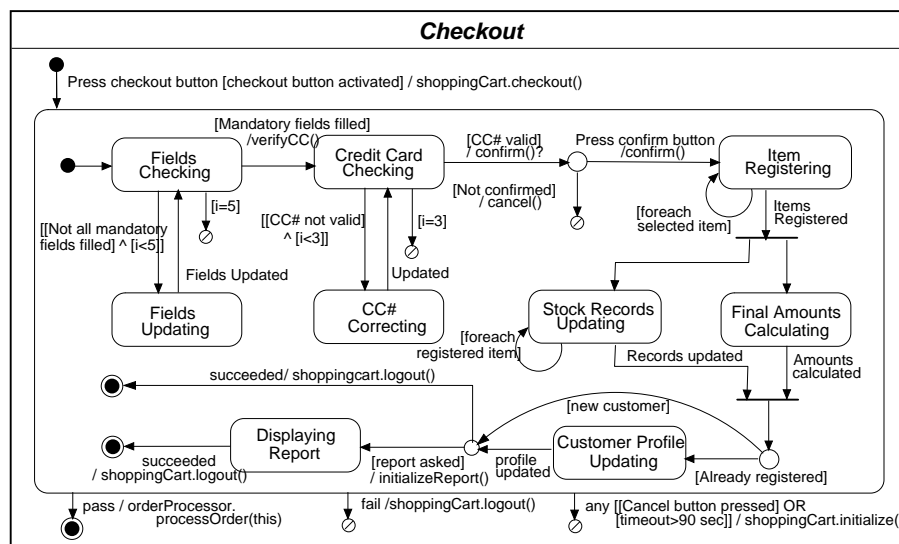 Checkout
Press checkout button [checkout button activated] / shoppingCart.checkout()
[Mandatory fields filled]
/verifyCC()
[CC# valid]
/ confirm()?
Press confirm button
/confirm()
Fields
Checking
Credit Card
Checking
Item
Registering
[Not confirmed]
/ cancel()
[i=5]
[i=3]
[foreach
selected item]
Items
Registered
[[Not all mandatory
fields filled] ^ [i<5]]
[[CC# not valid]
^ [i<3]]
Fields Updated
Updated
Fields
Updating
CC#
Correcting
Stock Records
Updating
Final Amounts
Calculating
[foreach
registered item]
Records updated
Amounts
calculated
succeeded/ shoppingcart.logout()
[new customer]
Displaying
Report
Customer Profile
Updating
succeeded
/ shoppingCart.logout()
[report asked]
/ initializeReport()
profile
updated
[Already registered]
pass / orderProcessor.
processOrder(this)
fail /shoppingCart.logout()
any [[Cancel button pressed] OR
[timeout>90 sec]] / shoppingCart.initialize(